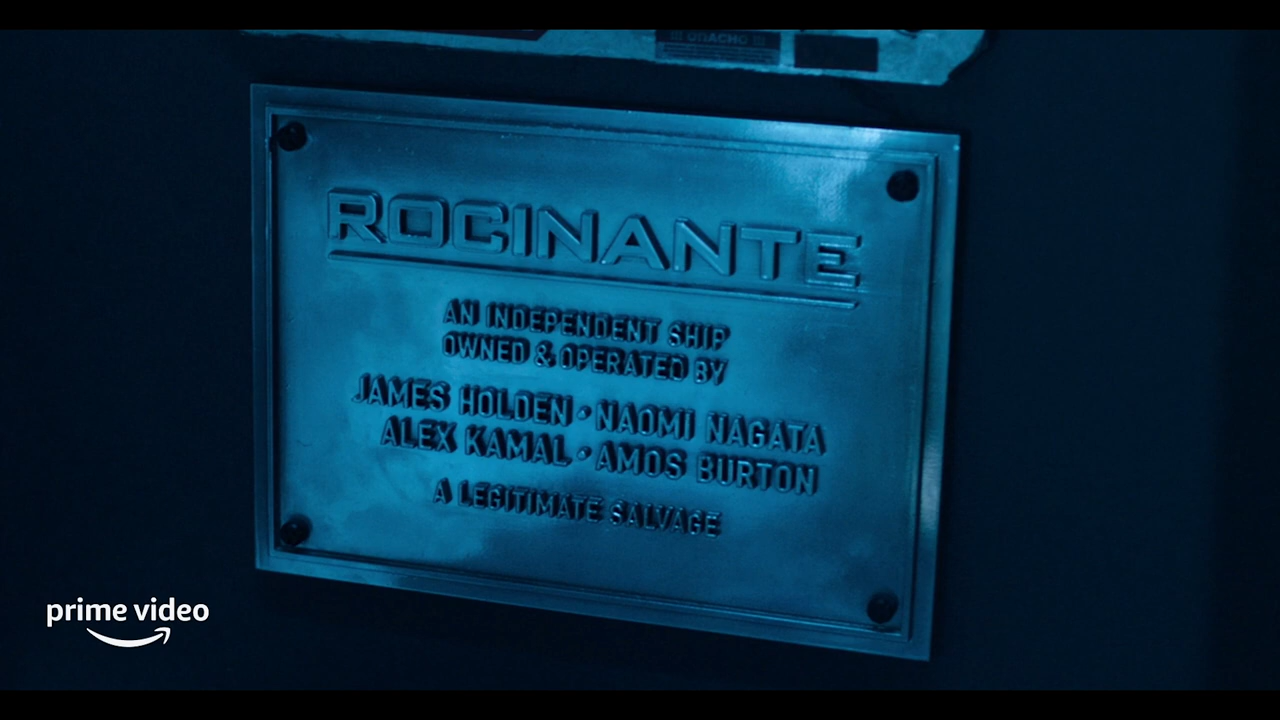 ROCINANTE
AN INDEPENDENT SHIP
OWNED & OPERATED BY
JAMES HOLDEN • NAOMI NAGATA
ALEX KAMAL • AMOS BURTON
A LEGITIMATE SALVAGE
prime video